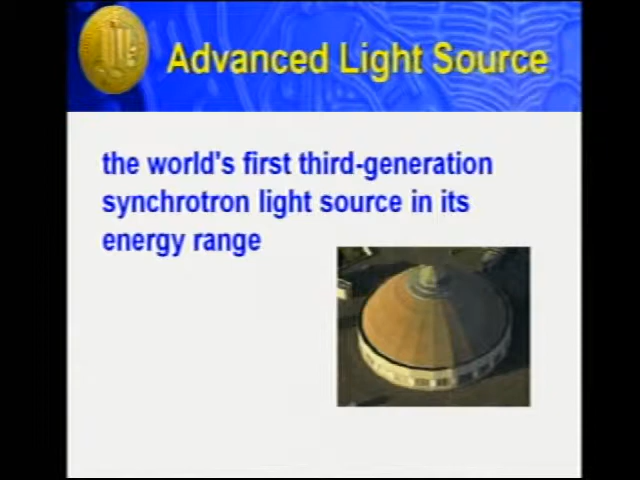 Advanced Light Source
the world's first third-generation
synchrotron light source in its
energy range